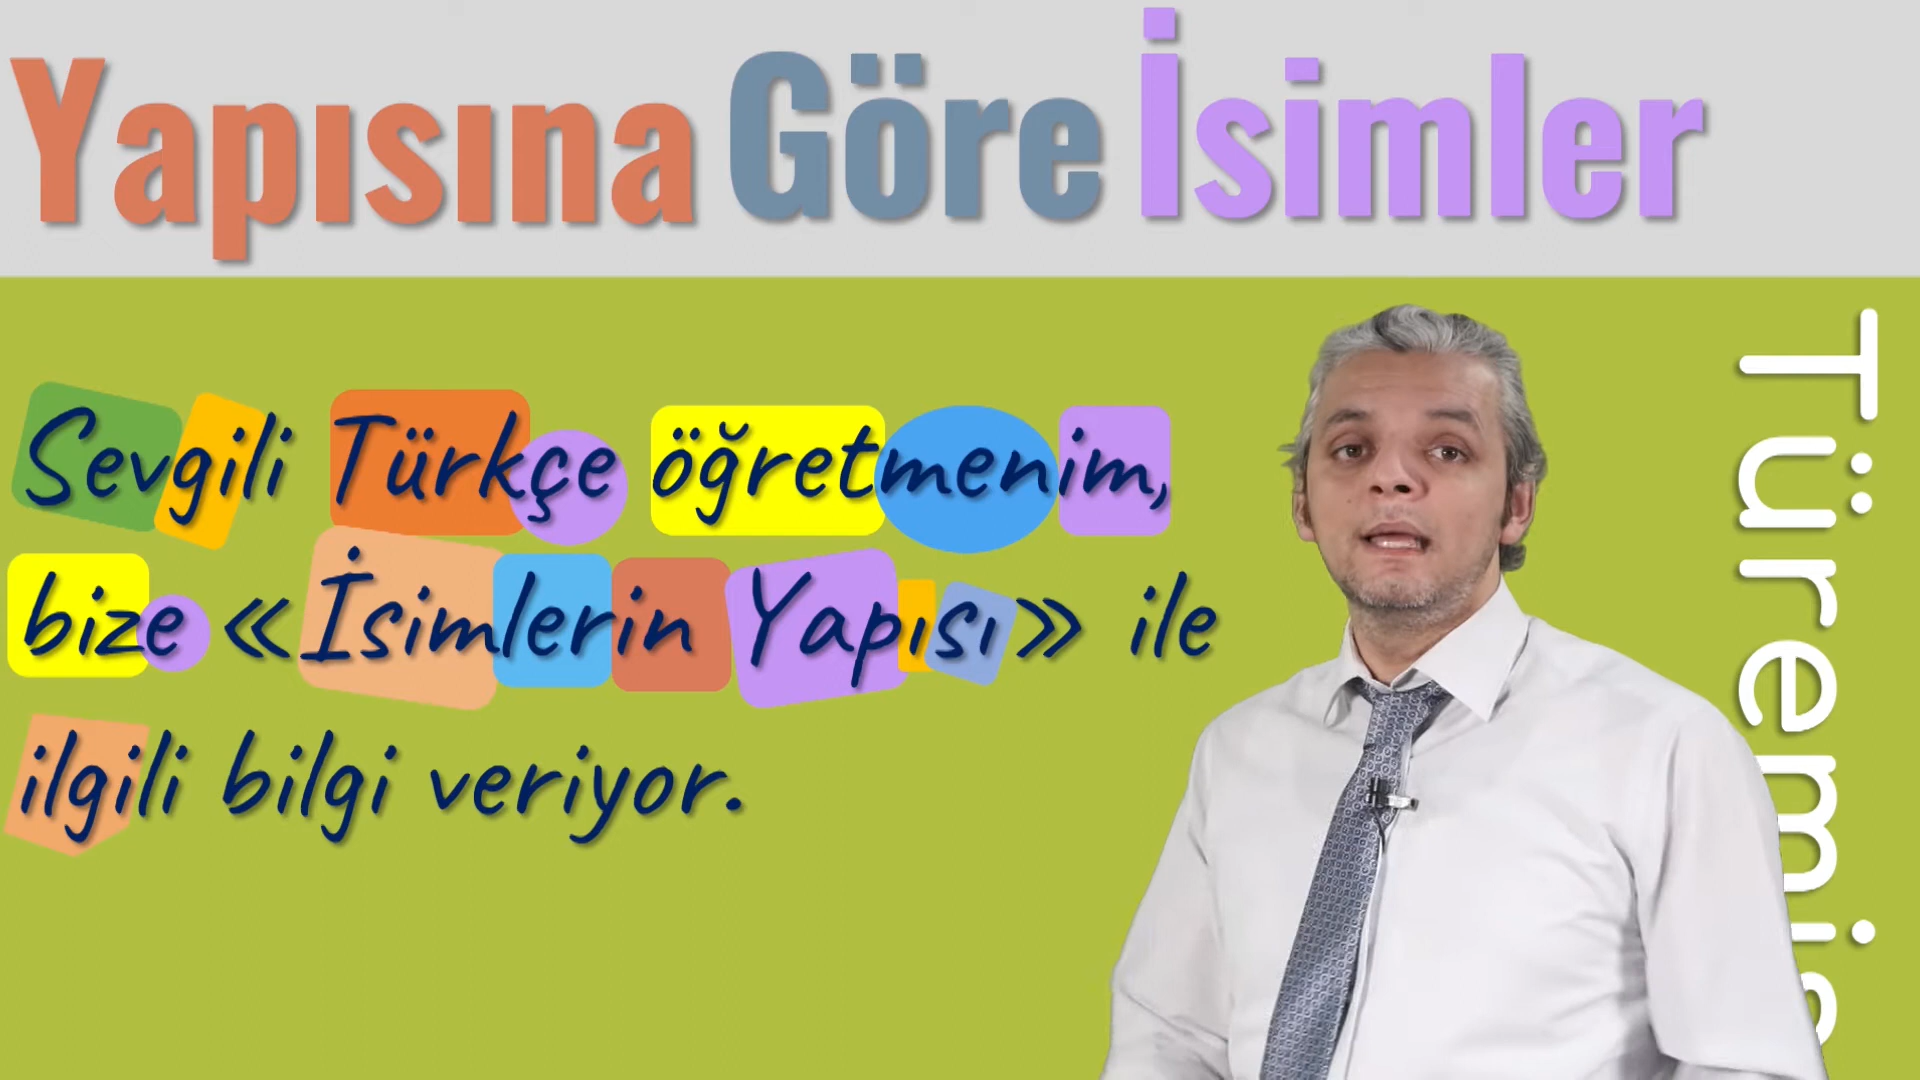 Yapısına Göre İsimler
Sevgili Türkçe öğretmenim,
bize «İsimlerin Yapısı» ile
ilgili bilgi veriyor.